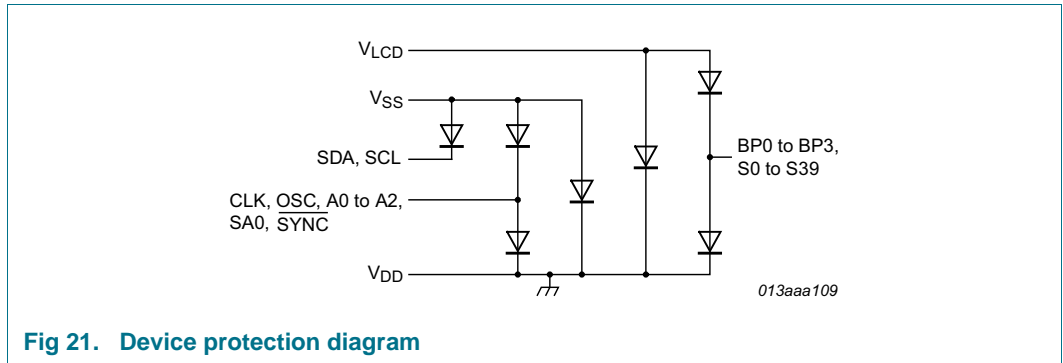 VLCD
VSS
SDA, SCL
CLK, OSC, A0 to A2,
SA0, SYNC
VDD
BP0 to BP3,
S0 to S39
013aaa109
Fig 21. Device protection diagram